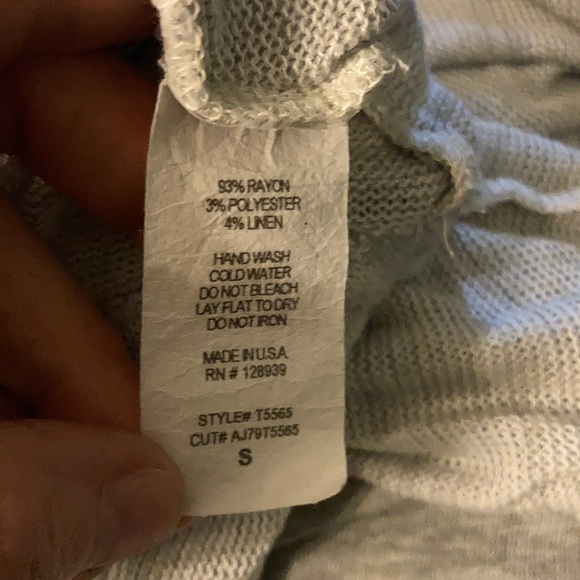 93% RAYON
3% POLYESTER
4% LINEN
HAND WASH
COLD WATER
DO NOT BLEACH
LAY FLAT TO DRY
DO NOT IRON
MADE IN U.S.A.
RN # 128939
STYLE# T5565
CUT# AJ79T5565
S